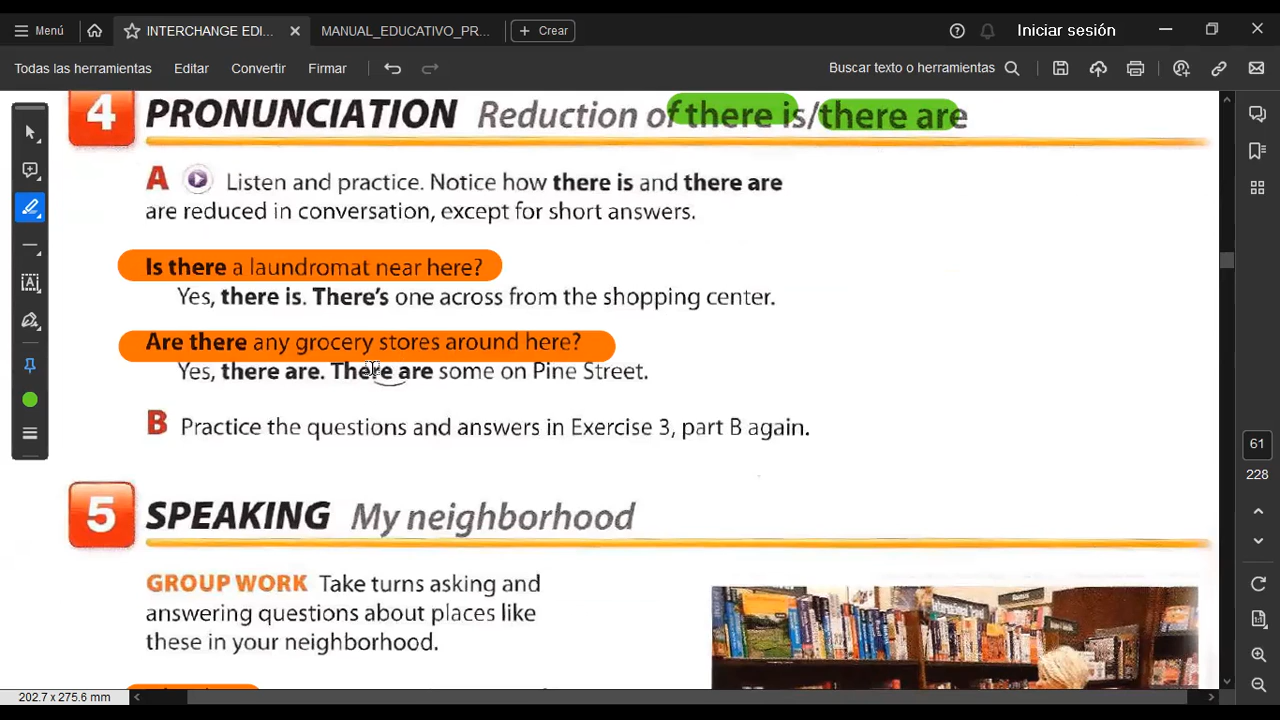 Menú
INTERCHANGE EDI...
MANUAL_EDUCATIVO_PR...
Crear
Iniciar sesión
Todas las herramientas
Editar
Convertir
Firmar
Buscar texto o herramientas
4 PRONUNCIATION Reduction of there is/there are
A Listen and practice. Notice how there is and there are
are reduced in conversation, except for short answers.
Is there a laundromat near here?
Yes, there is. There's one across from the shopping center.
Are there any grocery stores around here?
Yes, there are. There are some on Pine Street.
B Practice the questions and answers in Exercise 3, part B again.
61
228
5 SPEAKING My neighborhood
GROUP WORK Take turns asking and
answering questions about places like
these in your neighborhood.
202.7 x 275.6 mm